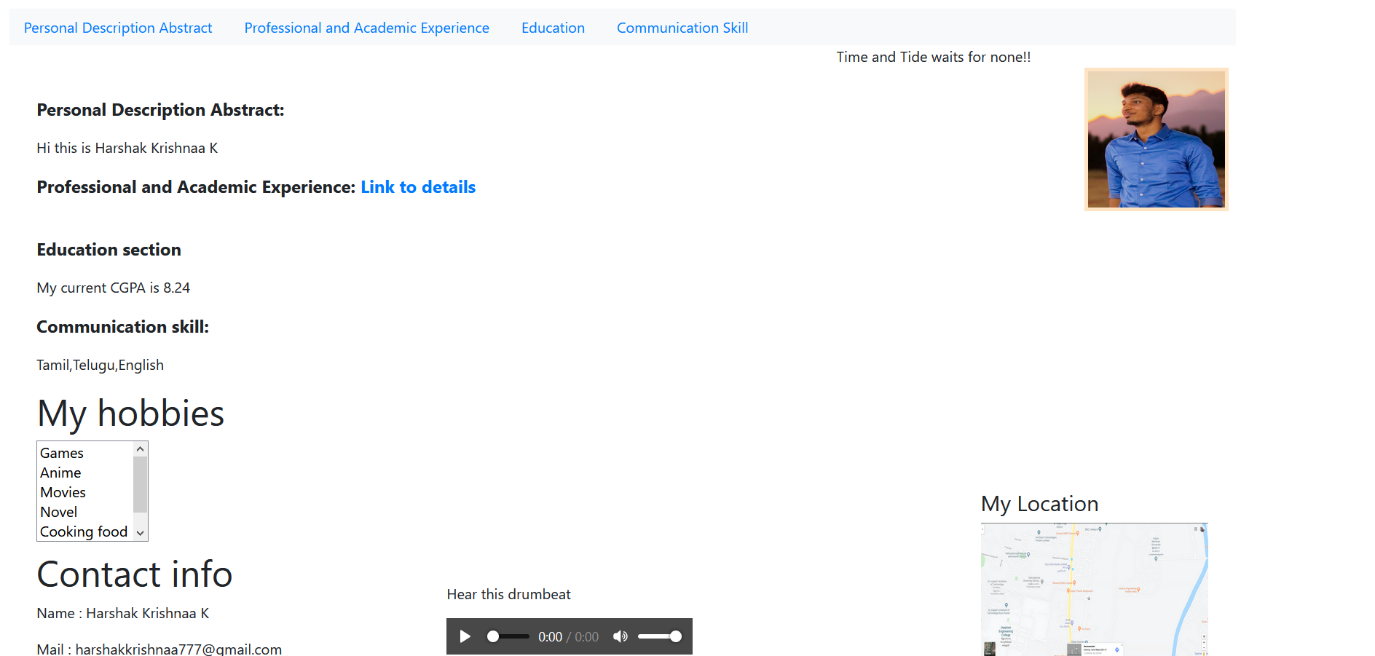 Personal Description Abstract Professional and Academic Experience Education Communication Skill
Time and Tide waits for none!!
Personal Description Abstract:
Hi this is Harshak Krishnaa K
Professional and Academic Experience: Link to details
Education section
My current CGPA is 8.24
Communication skill:
Tamil,Telugu,English
My hobbies
Games
Anime
Movies
Novel
Cooking food
My Location
Contact info
Name : Harshak Krishnaa K
Mail : harshakkrishnaa777@gmail.com
Hear this drumbeat
0:00 / 0:00